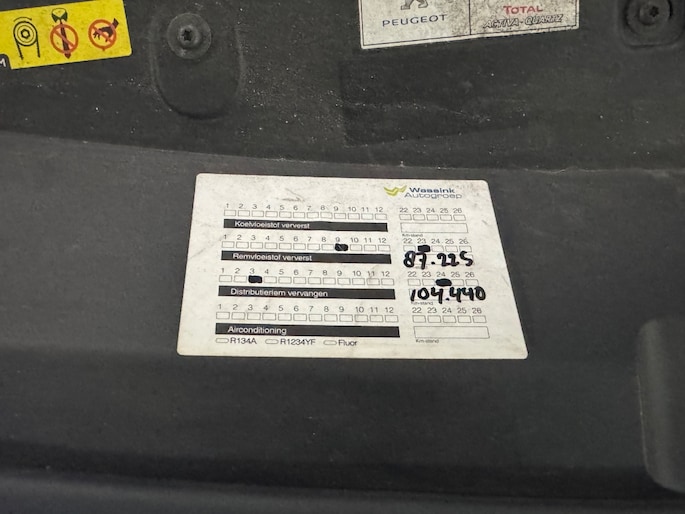 PEUGEOT
TOTAL
ACTIVA-QUARTZ
M
Wassink
Autogroep
1 2 3 4 5 6 7 8 9 10 11 12 22 23 24 25 26
Koelvloeistof ververst
Km-stand
1 2 3 4 5 6 7 8 9 10 11 12 22 23 24 25 26
Remvloeistof ververst 87.225
1 2 3 4 5 6 7 8 9 10 11 12 22 23 24 25 26
Distributieriem vervangen 104.440
1 2 3 4 5 6 7 8 9 10 11 12 22 23 24 25 26
Airconditioning
R134A R1234YF Fluor Km-stand